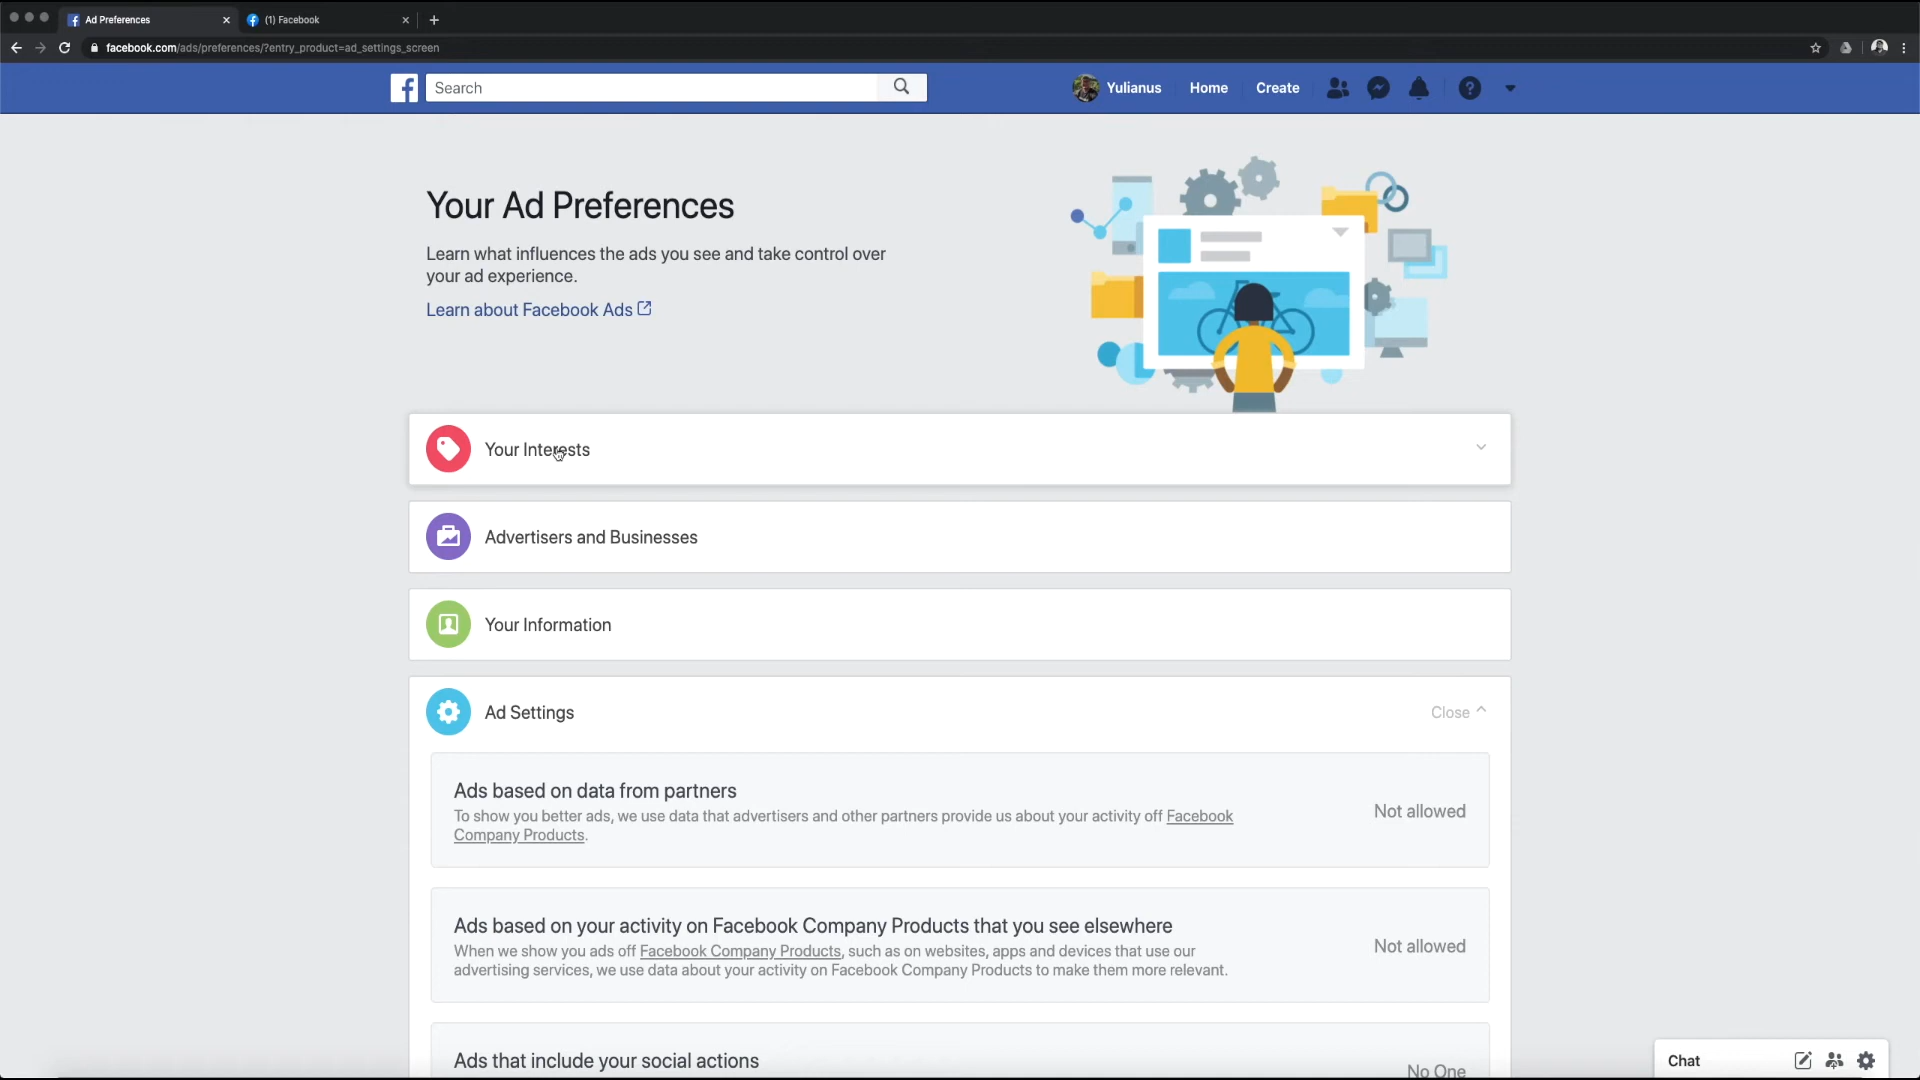 Ad Preferences
(1) Facebook
facebook.com/ads/preferences/?entry_product=ad_settings_screen
Search
Yulianus
Home
Create
Your Ad Preferences
Learn what influences the ads you see and take control over
your ad experience.
Learn about Facebook Ads
Your Interests
Advertisers and Businesses
Your Information
Ad Settings
Close
Ads based on data from partners
To show you better ads, we use data that advertisers and other partners provide us about your activity off Facebook
Company Products.
Not allowed
Ads based on your activity on Facebook Company Products that you see elsewhere
When we show you ads off Facebook Company Products, such as on websites, apps and devices that use our
advertising services, we use data about your activity on Facebook Company Products to make them more relevant.
Not allowed
Ads that include your social actions
No One
Chat